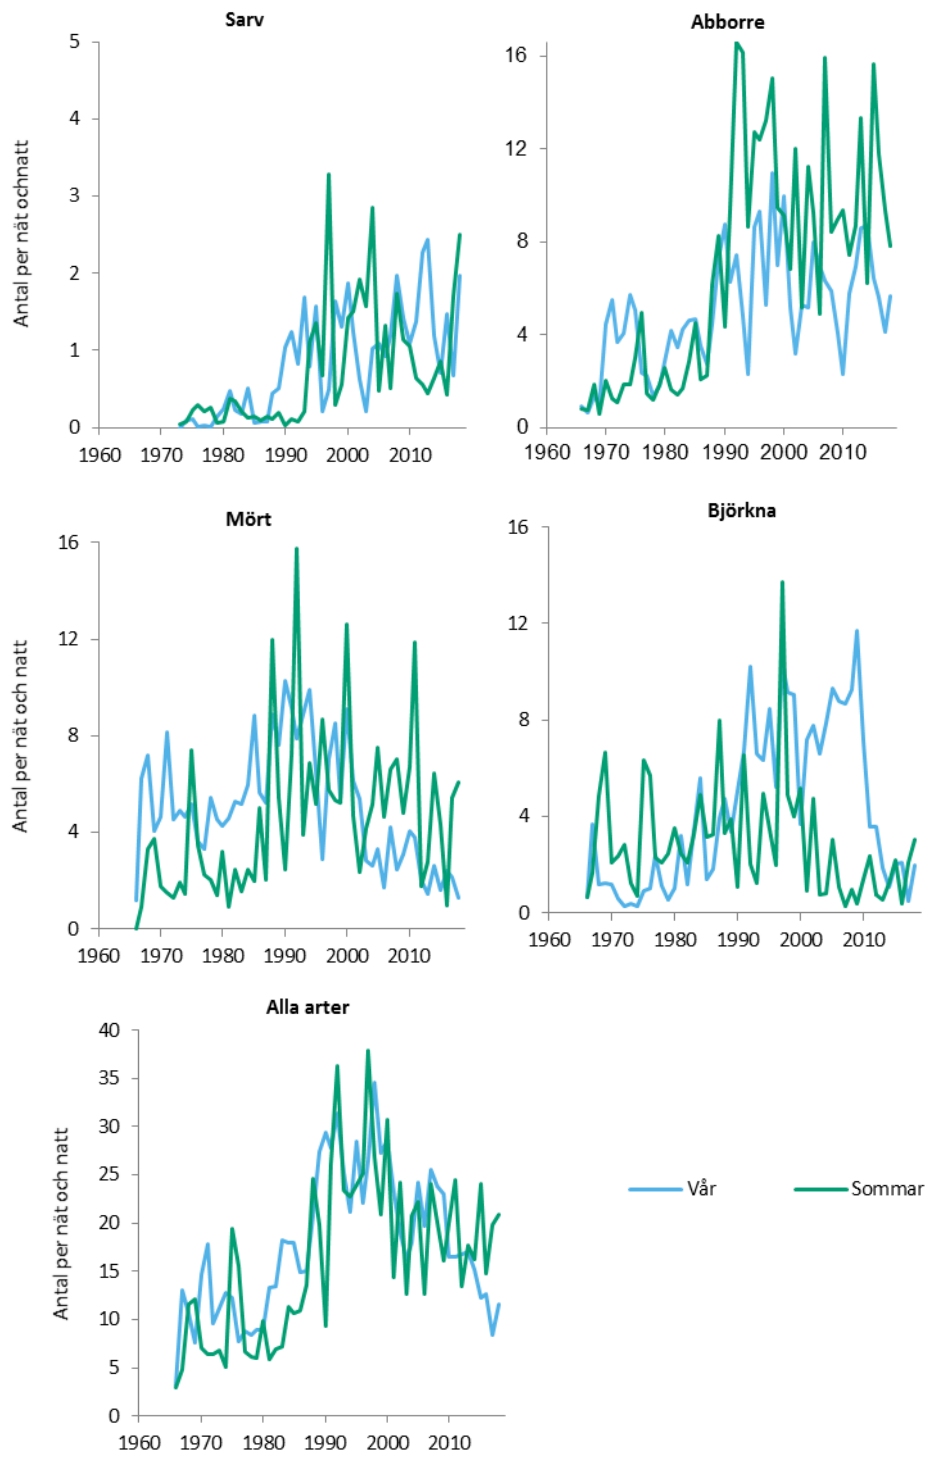 Sarv
Antal per nät ochnatt
5
4
3
2
1
0
1960 1970 1980 1990 2000 2010
Abborre
16
12
8
4
0
1960 1970 1980 1990 2000 2010
Mört
Antal per nät och natt
16
12
8
4
0
1960 1970 1980 1990 2000 2010
Björkna
16
12
8
4
0
1960 1970 1980 1990 2000 2010
Alla arter
Antal per nät och natt
40
35
30
25
20
15
10
5
0
1960 1970 1980 1990 2000 2010
Vår Sommar